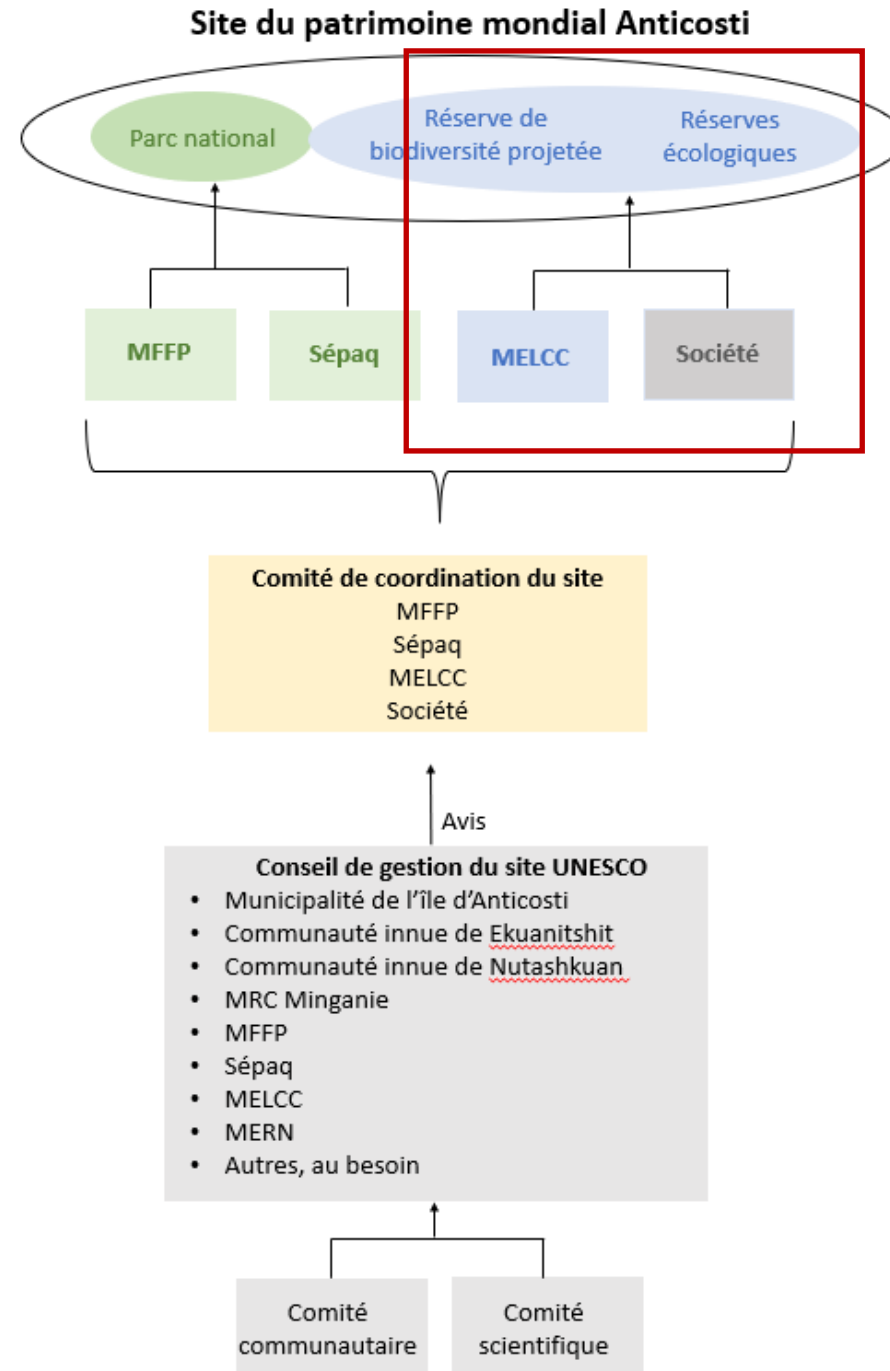 Site du patrimoine mondial Anticosti
Parc national
Réserve de
biodiversité projetée
Réserves
écologiques
MFFP
Sépaq
MELCC
Société
Comité de coordination du site
MFFP
Sépaq
MELCC
Société
Avis
Conseil de gestion du site UNESCO
• Municipalité de l'île d'Anticosti
• Communauté innue de Ekuanitshit
• Communauté innue de Nutashkuan
• MRC Minganie
• MFFP
• Sépaq
• MELCC
• MERN
• Autres, au besoin
Comité
communautaire
Comité
scientifique